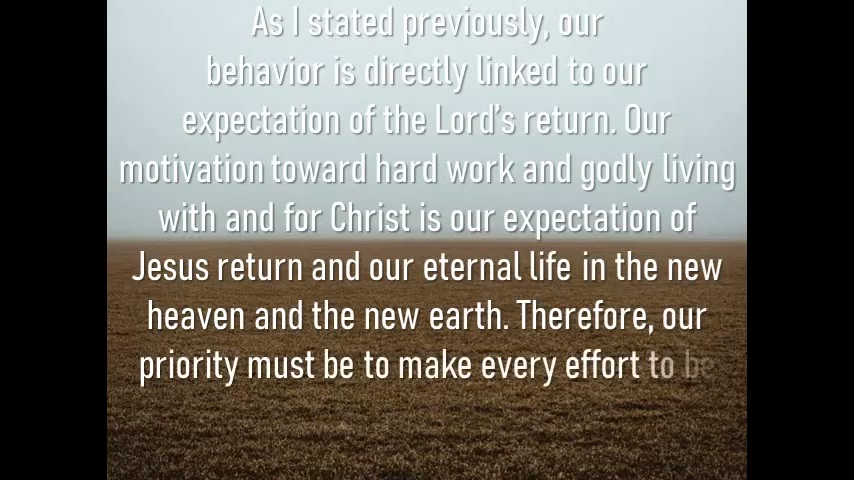 As I stated previously, our
behavior is directly linked to our
expectation of the Lord's return. Our
motivation toward hard work and godly living
with and for Christ is our expectation of
Jesus return and our eternal life in the new
heaven and the new earth. Therefore, our
priority must be to make every effort to be